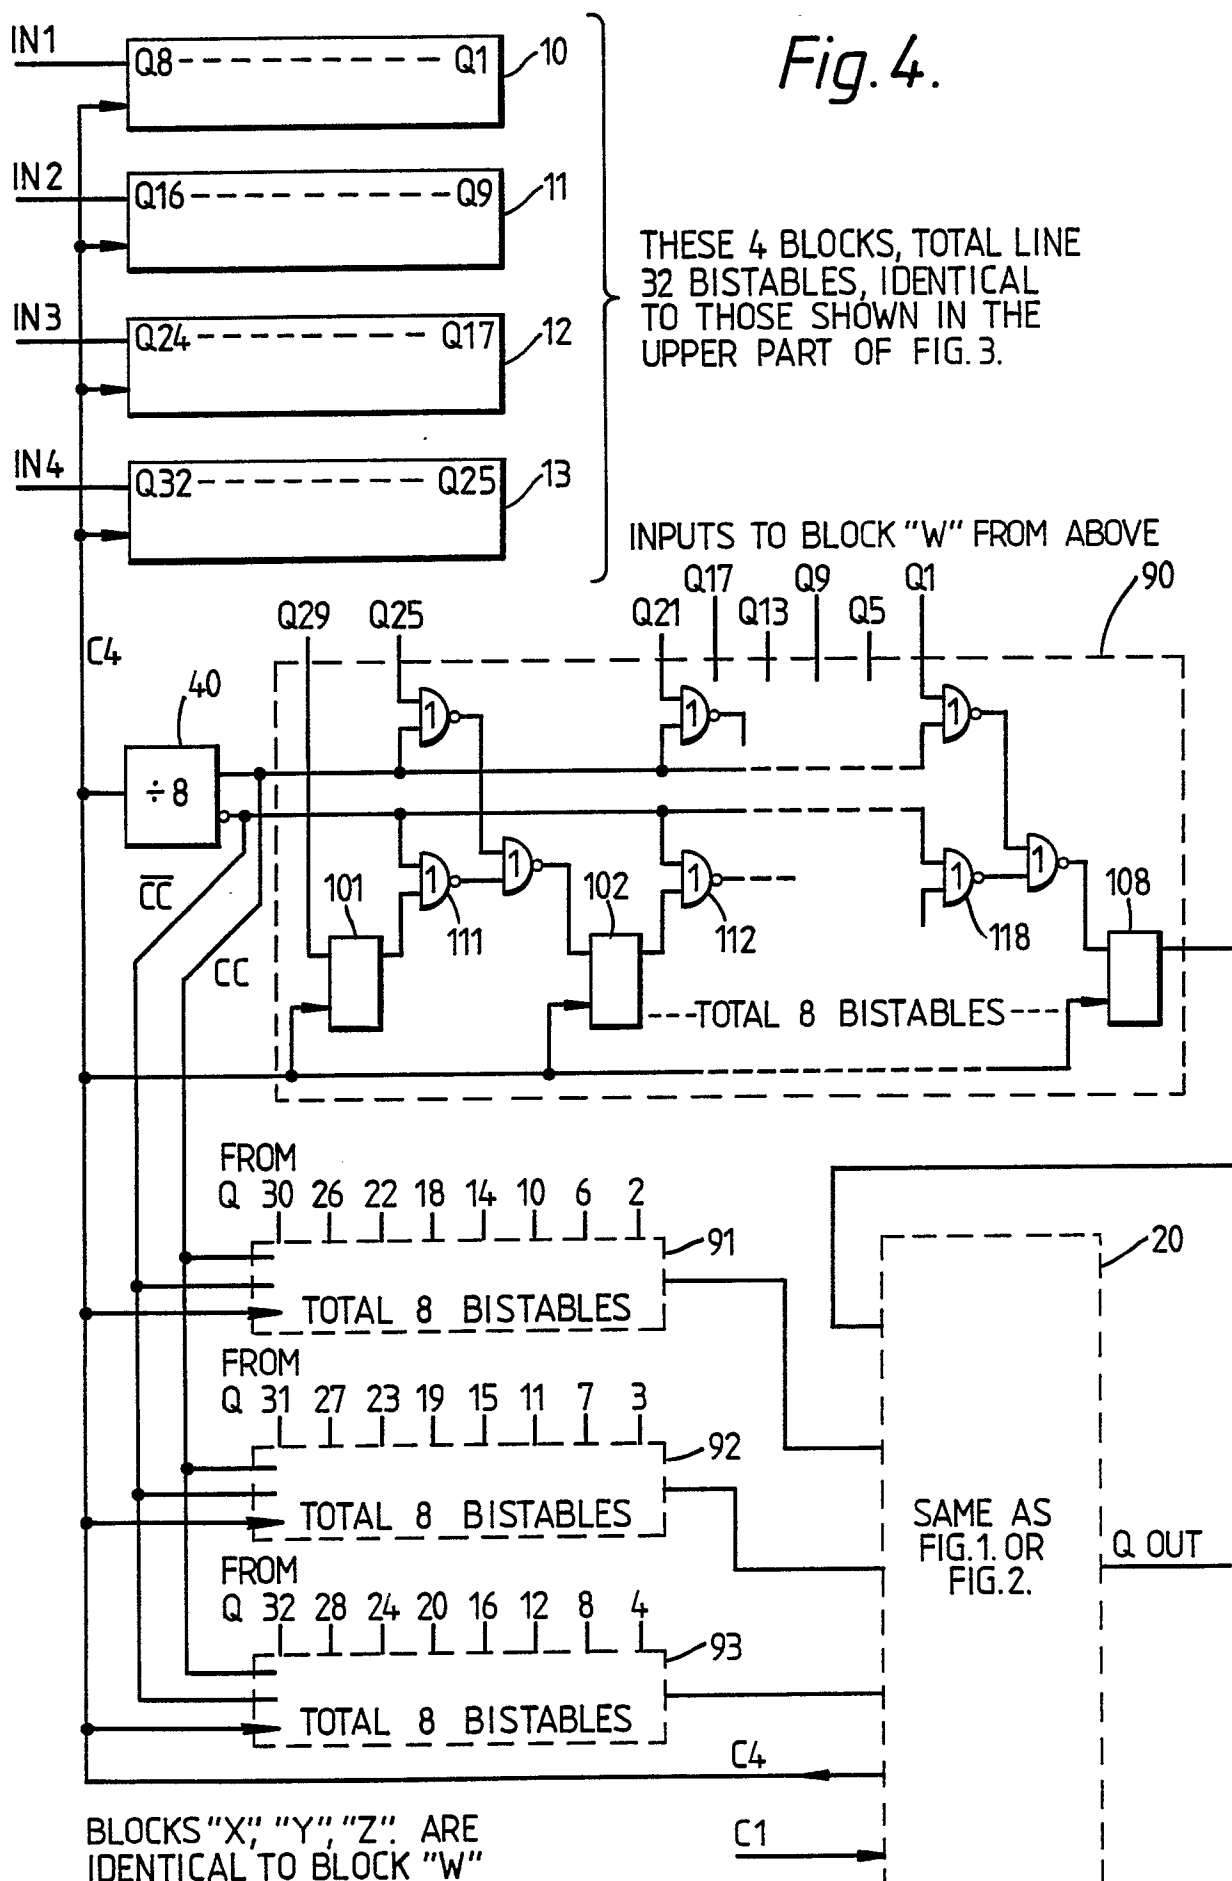 Fig. 4.
IN1
Q8 Q1
10
IN2
Q16 Q9
11
IN3
Q24 Q17
12
IN4
Q32 Q25
13
THESE 4 BLOCKS, TOTAL LINE
32 BISTABLES, IDENTICAL
TO THOSE SHOWN IN THE
UPPER PART OF FIG. 3.
INPUTS TO BLOCK "W" FROM ABOVE
Q29 Q25 Q21 Q17 Q13 Q9 Q5 Q1
90
C4
40
÷8
1 1 1
1 1 1 1 1
C̅C̅
CC
101
111
102
112
118
108
TOTAL 8 BISTABLES
FROM
Q 30 26 22 18 14 10 6 2
91
TOTAL 8 BISTABLES
FROM
Q 31 27 23 19 15 11 7 3
92
TOTAL 8 BISTABLES
FROM
Q 32 28 24 20 16 12 8 4
93
TOTAL 8 BISTABLES
20
SAME AS
FIG. 1. OR
FIG. 2.
Q OUT
C4
C1
BLOCKS "X", "Y", "Z". ARE
IDENTICAL TO BLOCK "W"